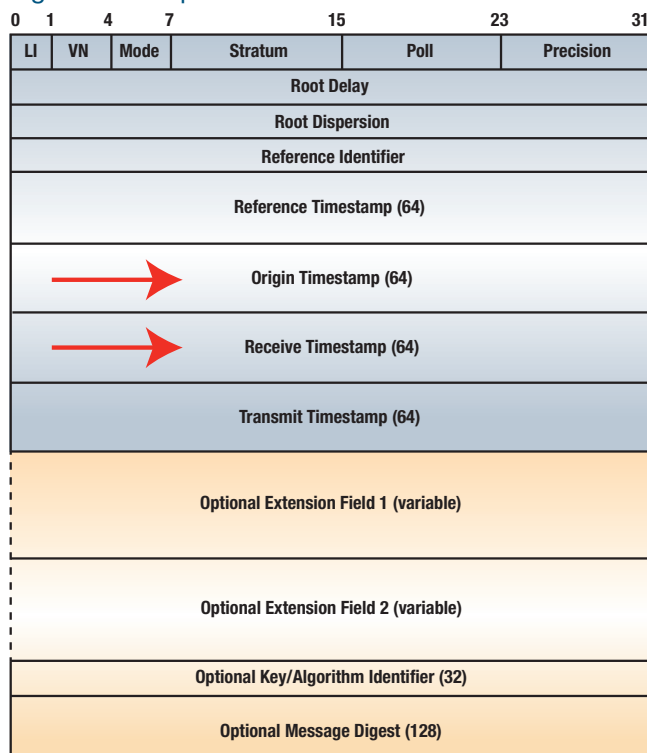 0 1 4 7 15 23 31
LI VN Mode Stratum Poll Precision
Root Delay
Root Dispersion
Reference Identifier
Reference Timestamp (64)
Origin Timestamp (64)
Receive Timestamp (64)
Transmit Timestamp (64)
Optional Extension Field 1 (variable)
Optional Extension Field 2 (variable)
Optional Key/Algorithm Identifier (32)
Optional Message Digest (128)